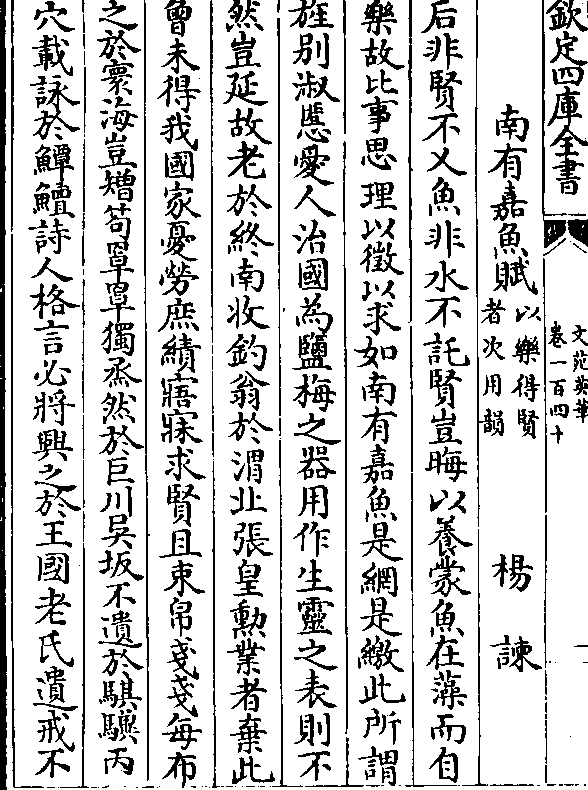 欽定四庫全書
文苑英華
卷一百四十
南有嘉魚賦
以樂得賢
者次用韻
楊諫
后非賢不乂魚非水不託賢豈晦以養蒙魚在藻而自
樂故比事思理以徵以求如南有嘉魚是網是繳此所謂
旌别淑慝愛人治國為鹽梅之器用作生靈之表則不
然豈延故老於終南收釣翁於渭北張皇勲業者棄此
曾未得我國家憂勞庶績寤寐求賢且束帛戔戔每布
之於寰海豈矰笱罩罩獨烝然於巨川吳坂不遺於騏驥丙
穴載詠於鱏鱣詩人格言必將興之於王國老氏遺戒不